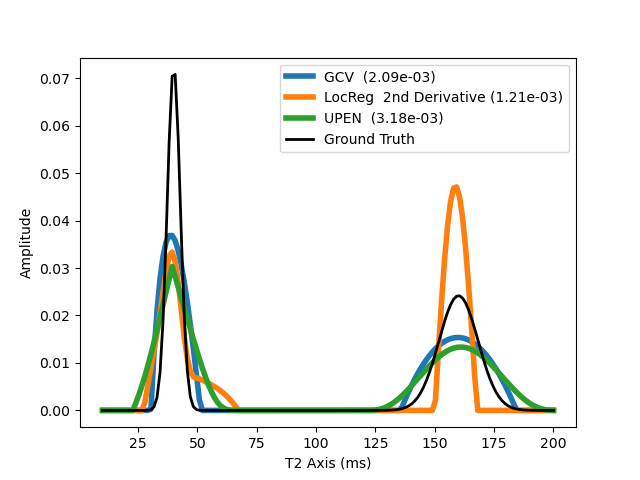 GCV  (2.09e-03)
LocReg  2nd Derivative (1.21e-03)
UPEN  (3.18e-03)
Ground Truth
0.07
0.06
0.05
0.04
0.03
0.02
0.01
0.00
Amplitude
25 50 75 100 125 150 175 200
T2 Axis (ms)